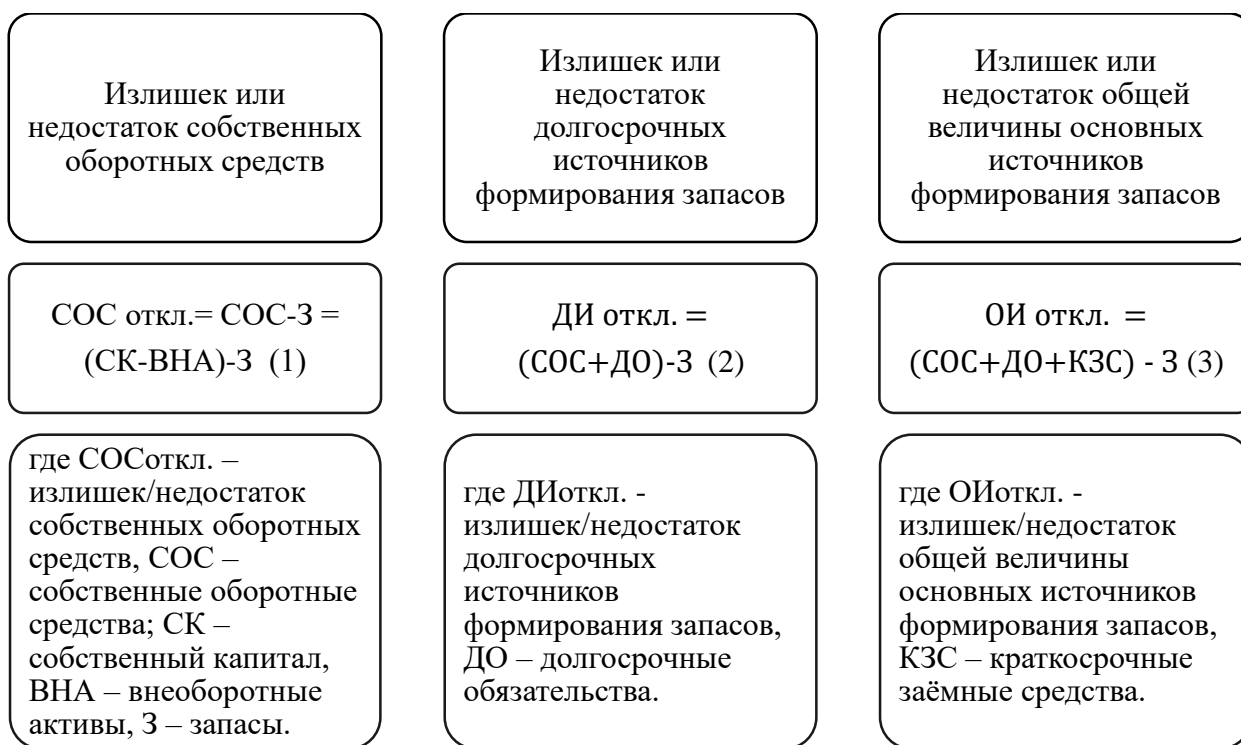 Излишек или
недостаток собственных
оборотных средств
Излишек или
недостаток
долгосрочных
источников
формирования запасов
Излишек или
недостаток общей
величины основных
источников
формирования запасов
СОС откл.= СОС-З =
(СК-ВНА)-З (1)
ДИ откл. =
(СОС+ДО)-З (2)
ОИ откл. =
(СОС+ДО+КЗС) - З (3)
где СОСоткл. –
излишек/недостаток
собственных оборотных
средств, СОС –
собственные оборотные
средства; СК –
собственный капитал,
ВНА – внеоборотные
активы, З – запасы.
где ДИоткл. -
излишек/недостаток
долгосрочных
источников
формирования запасов,
ДО – долгосрочные
обязательства.
где ОИоткл. -
излишек/недостаток
общей величины
основных источников
формирования запасов,
КЗС – краткосрочные
заёмные средства.